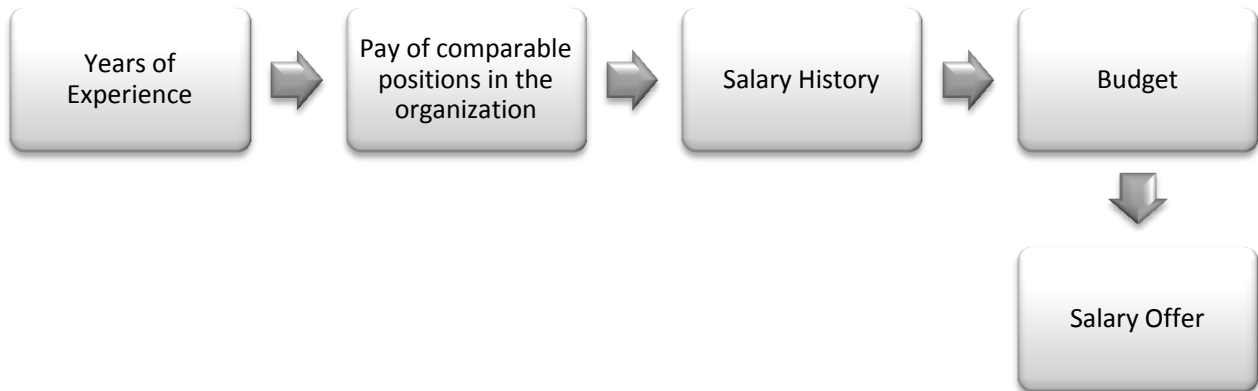 Years of
Experience
Pay of comparable
positions in the
organization
Salary History
Budget
Salary Offer